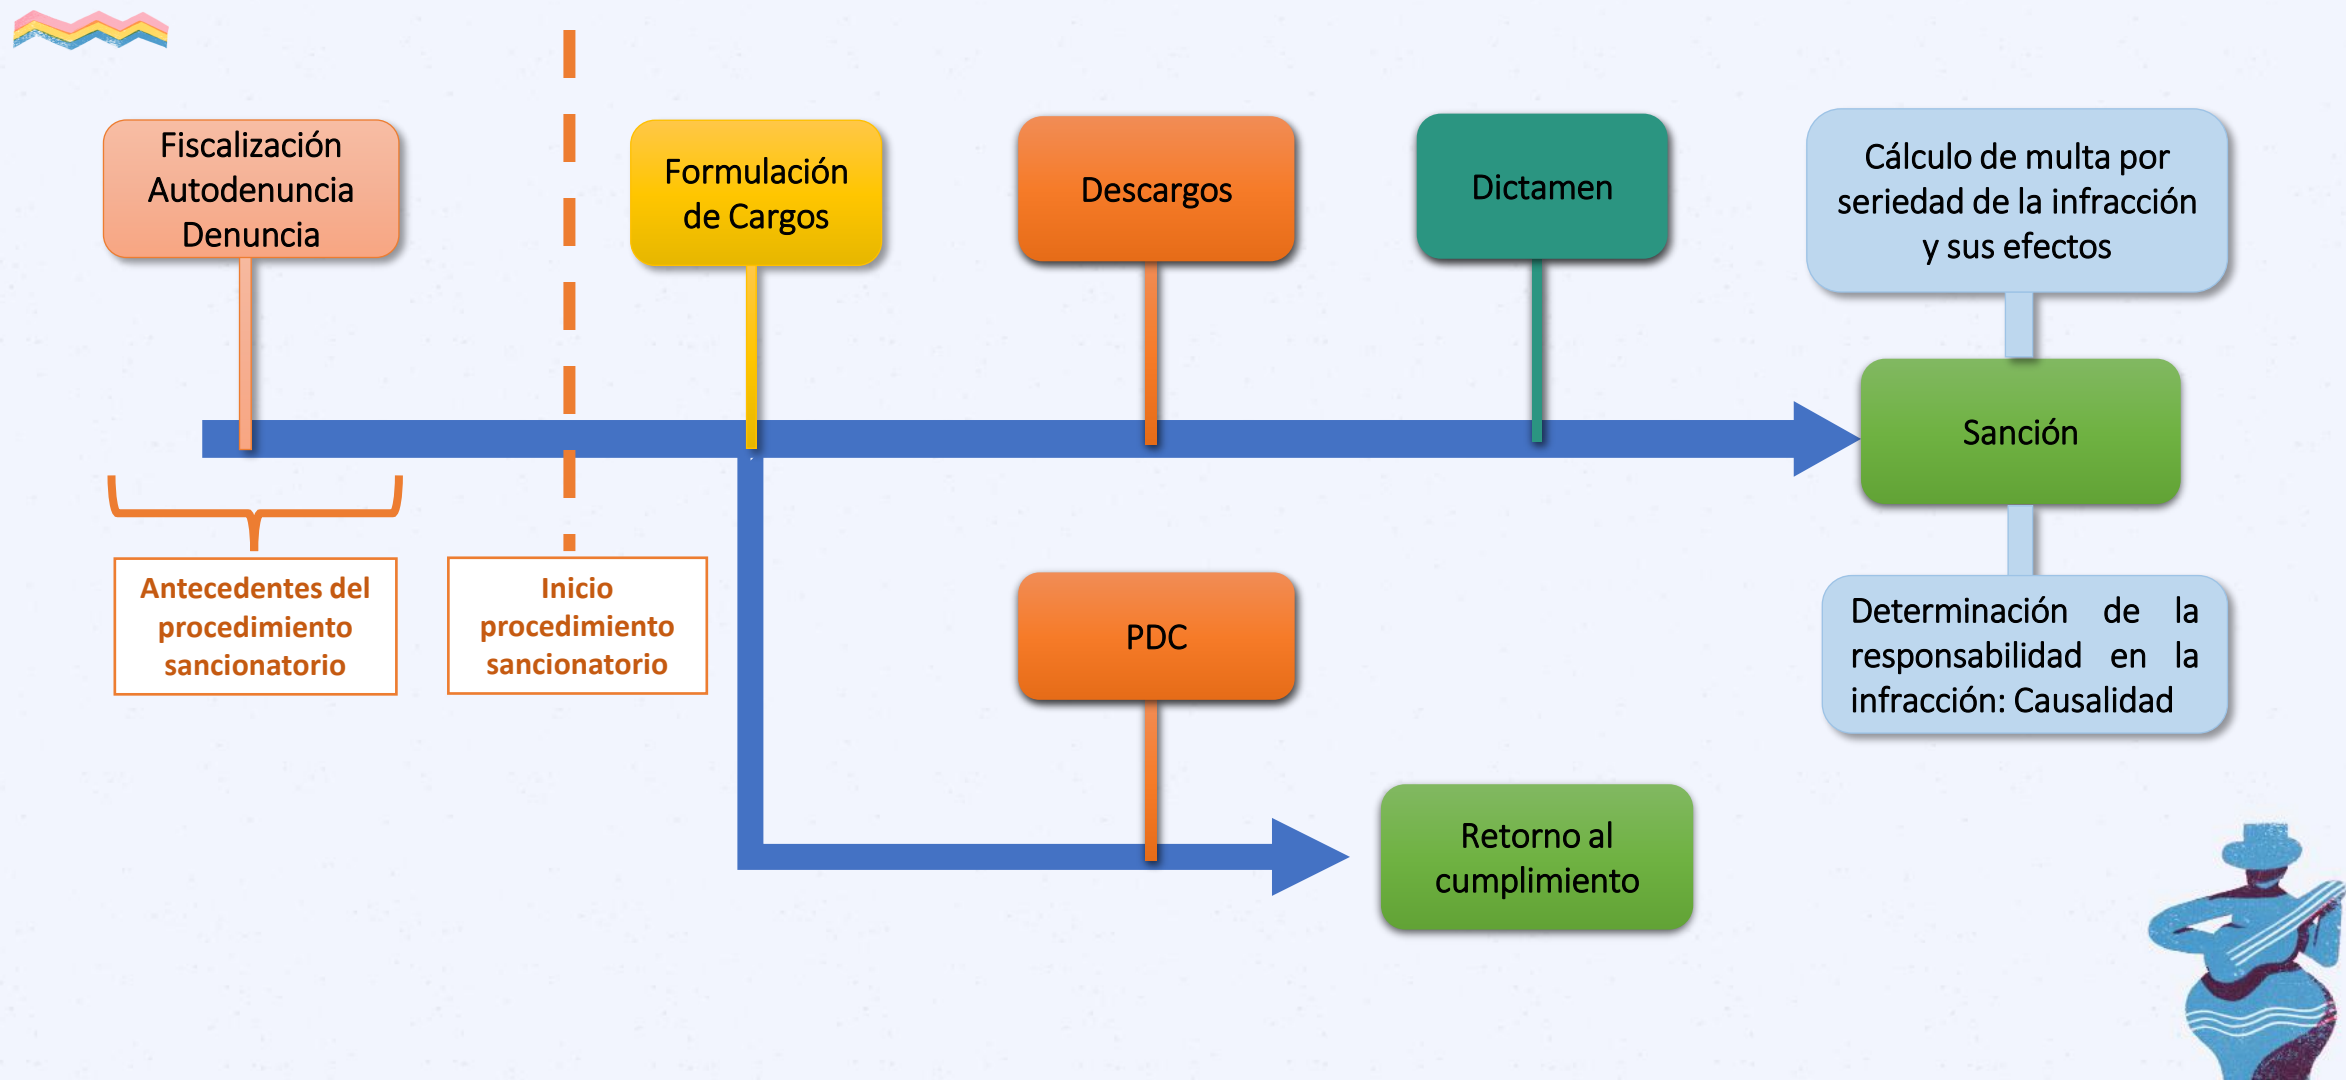 Fiscalización
Autodenuncia
Denuncia
Formulación
de Cargos
Descargos
Dictamen
Cálculo de multa por
seriedad de la infracción
y sus efectos
Sanción
Antecedentes del
procedimiento
sancionatorio
Inicio
procedimiento
sancionatorio
PDC
Determinación de la
responsabilidad en la
infracción: Causalidad
Retorno al
cumplimiento